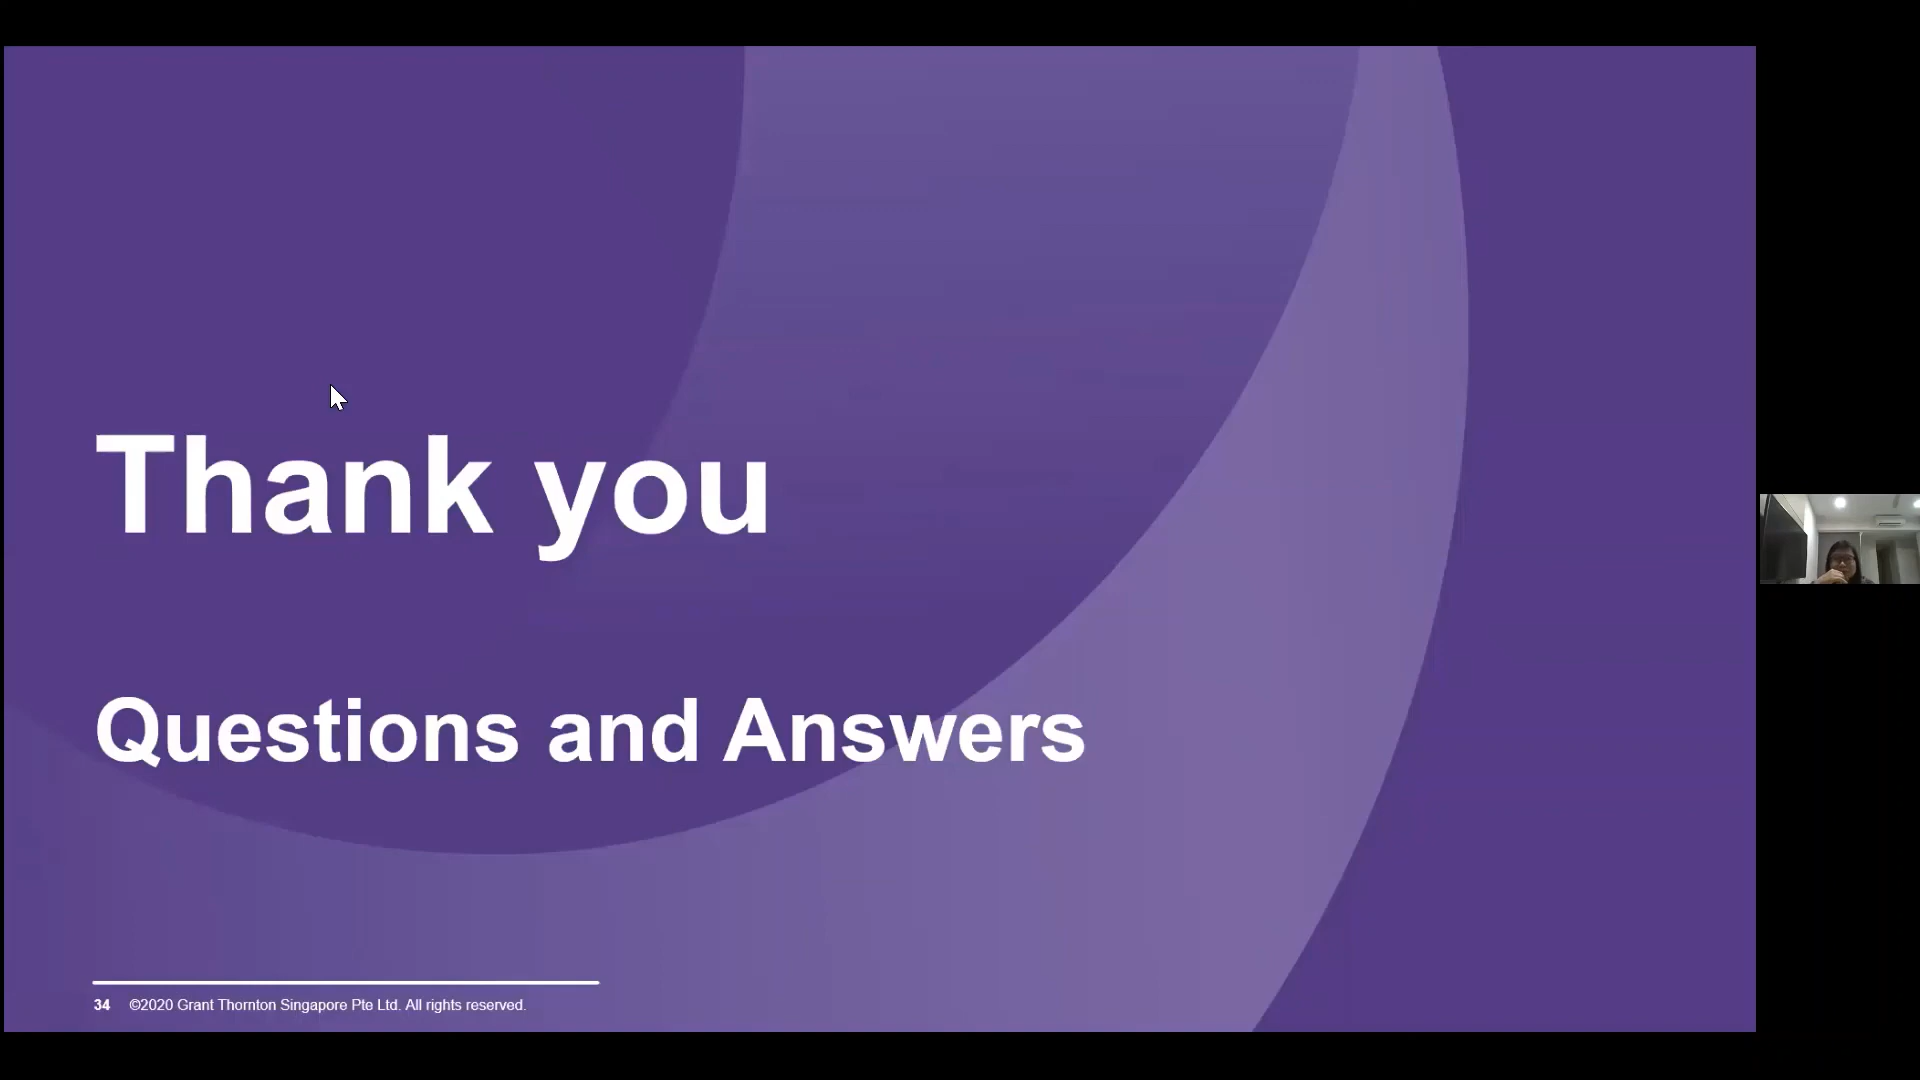 Thank you
Questions and Answers
34 ©2020 Grant Thornton Singapore Pte Ltd. All rights reserved.